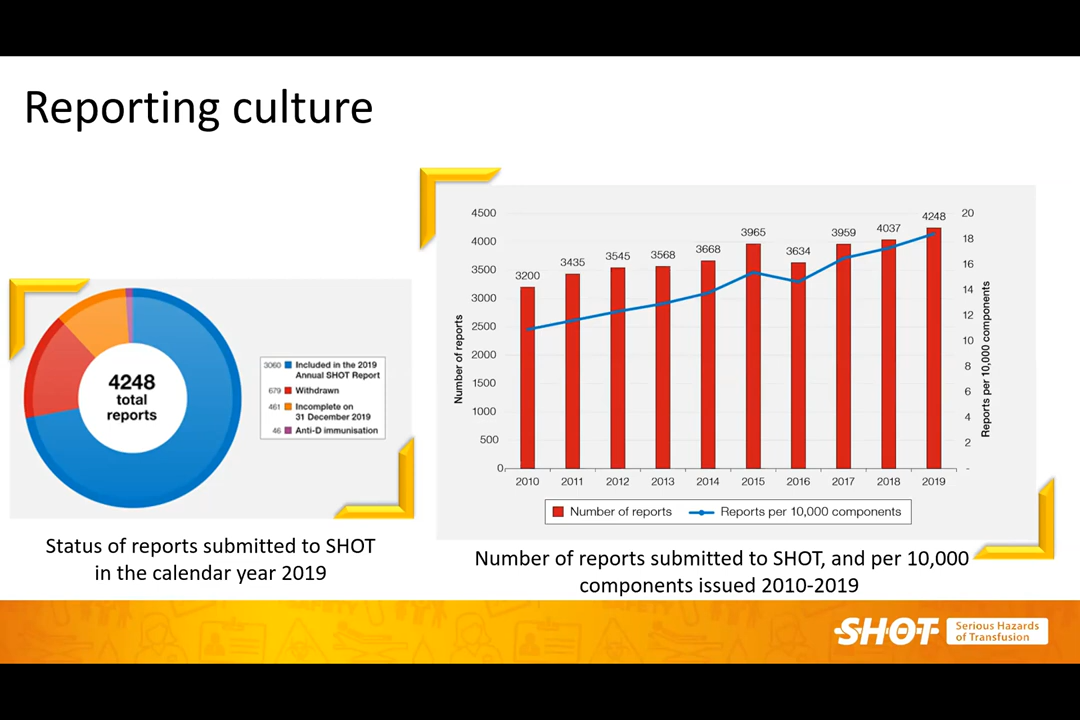 Reporting culture
4248
total
reports
3060 Included in the 2019
Annual SHOT Report
679 Withdrawn
461 Incomplete on
31 December 2019
46 Anti-D immunisation
Status of reports submitted to SHOT
in the calendar year 2019
Number of reports
4500
4000
3500
3000
2500
2000
1500
1000
500
0
3200
3435
3545
3568
3668
3965
3634
3959
4037
4248
20
18
16
14
12
10
8
6
4
2
-
Reports per 10,000 components
2010 2011 2012 2013 2014 2015 2016 2017 2018 2019
Number of reports Reports per 10,000 components
Number of reports submitted to SHOT, and per 10,000
components issued 2010-2019
SHOT
Serious Hazards
of Transfusion